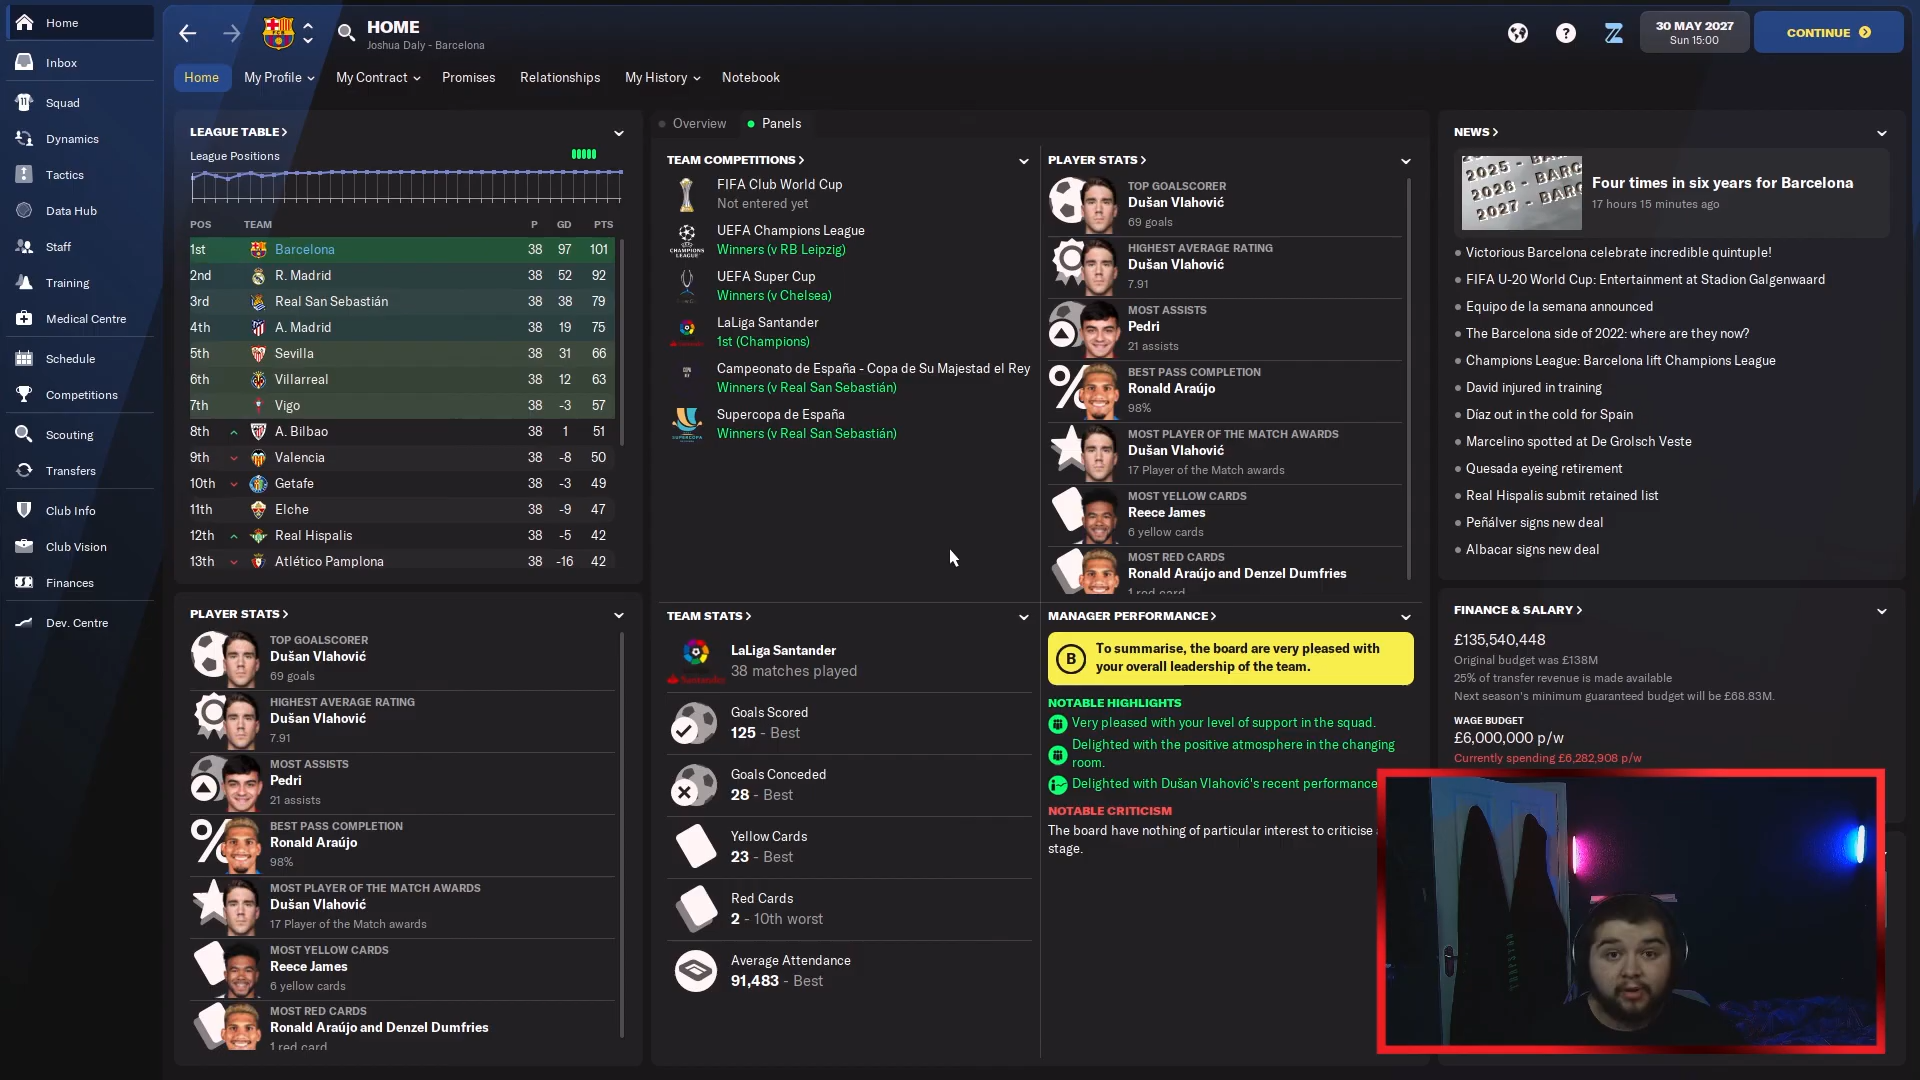 Home
Inbox
Squad
Dynamics
Tactics
Data Hub
Staff
Training
Medical Centre
Schedule
Competitions
Scouting
Transfers
Club Info
Club Vision
Finances
Dev. Centre
HOME
Joshua Daly - Barcelona
30 MAY 2027
Sun 15:00
CONTINUE
Home
My Profile
My Contract
Promises
Relationships
My History
Notebook
LEAGUE TABLE >
League Positions
POS TEAM P GD PTS
1st Barcelona 38 97 101
2nd R. Madrid 38 52 92
3rd Real San Sebastián 38 38 79
4th A. Madrid 38 19 75
5th Sevilla 38 31 66
6th Villarreal 38 12 63
7th Vigo 38 -3 57
8th A. Bilbao 38 1 51
9th Valencia 38 -8 50
10th Getafe 38 -3 49
11th Elche 38 -9 47
12th Real Hispalis 38 -5 42
13th Atlético Pamplona 38 -16 42
PLAYER STATS >
TOP GOALSCORER
Dušan Vlahović
69 goals
HIGHEST AVERAGE RATING
Dušan Vlahović
7.91
MOST ASSISTS
Pedri
21 assists
BEST PASS COMPLETION
Ronald Araújo
98%
MOST PLAYER OF THE MATCH AWARDS
Dušan Vlahović
17 Player of the Match awards
MOST YELLOW CARDS
Reece James
6 yellow cards
MOST RED CARDS
Ronald Araújo and Denzel Dumfries
1 red card
Overview
Panels
TEAM COMPETITIONS >
FIFA Club World Cup
Not entered yet
UEFA Champions League
Winners (v RB Leipzig)
UEFA Super Cup
Winners (v Chelsea)
LaLiga Santander
1st (Champions)
Campeonato de España - Copa de Su Majestad el Rey
Winners (v Real San Sebastián)
Supercopa de España
Winners (v Real San Sebastián)
PLAYER STATS >
TOP GOALSCORER
Dušan Vlahović
69 goals
HIGHEST AVERAGE RATING
Dušan Vlahović
7.91
MOST ASSISTS
Pedri
21 assists
BEST PASS COMPLETION
Ronald Araújo
98%
MOST PLAYER OF THE MATCH AWARDS
Dušan Vlahović
17 Player of the Match awards
MOST YELLOW CARDS
Reece James
6 yellow cards
MOST RED CARDS
Ronald Araújo and Denzel Dumfries
1 red card
TEAM STATS >
LaLiga Santander
38 matches played
Goals Scored
125 - Best
Goals Conceded
28 - Best
Yellow Cards
23 - Best
Red Cards
2 - 10th worst
Average Attendance
91,483 - Best
MANAGER PERFORMANCE >
B
To summarise, the board are very pleased with
your overall leadership of the team.
NOTABLE HIGHLIGHTS
Very pleased with your level of support in the squad.
Delighted with the positive atmosphere in the changing
room.
Delighted with Dušan Vlahović's recent performance
NOTABLE CRITICISM
The board have nothing of particular interest to criticise
stage.
NEWS >
2025 - BAR
2026 - BARC
2027 - BAR
Four times in six years for Barcelona
17 hours 15 minutes ago
Victorious Barcelona celebrate incredible quintuple!
FIFA U-20 World Cup: Entertainment at Stadion Galgenwaard
Equipo de la semana announced
The Barcelona side of 2022: where are they now?
Champions League: Barcelona lift Champions League
David injured in training
Díaz out in the cold for Spain
Marcelino spotted at De Grolsch Veste
Quesada eyeing retirement
Real Hispalis submit retained list
Peñálver signs new deal
Albacar signs new deal
FINANCE & SALARY >
£135,540,448
Original budget was £138M
25% of transfer revenue is made available
Next season's minimum guaranteed budget will be £68.83M.
WAGE BUDGET
£6,000,000 p/w
Currently spending £6,282,908 p/w